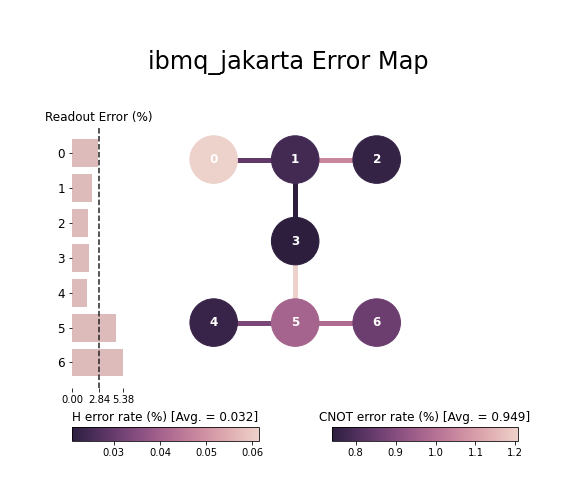 ibmq_jakarta Error Map
Readout Error (%)
0
1
2
3
4
5
6
0.00 2.84 5.38
0 1 2
3
4 5 6
H error rate (%) [Avg. = 0.032]
0.03 0.04 0.05 0.06
CNOT error rate (%) [Avg. = 0.949]
0.8 0.9 1.0 1.1 1.2